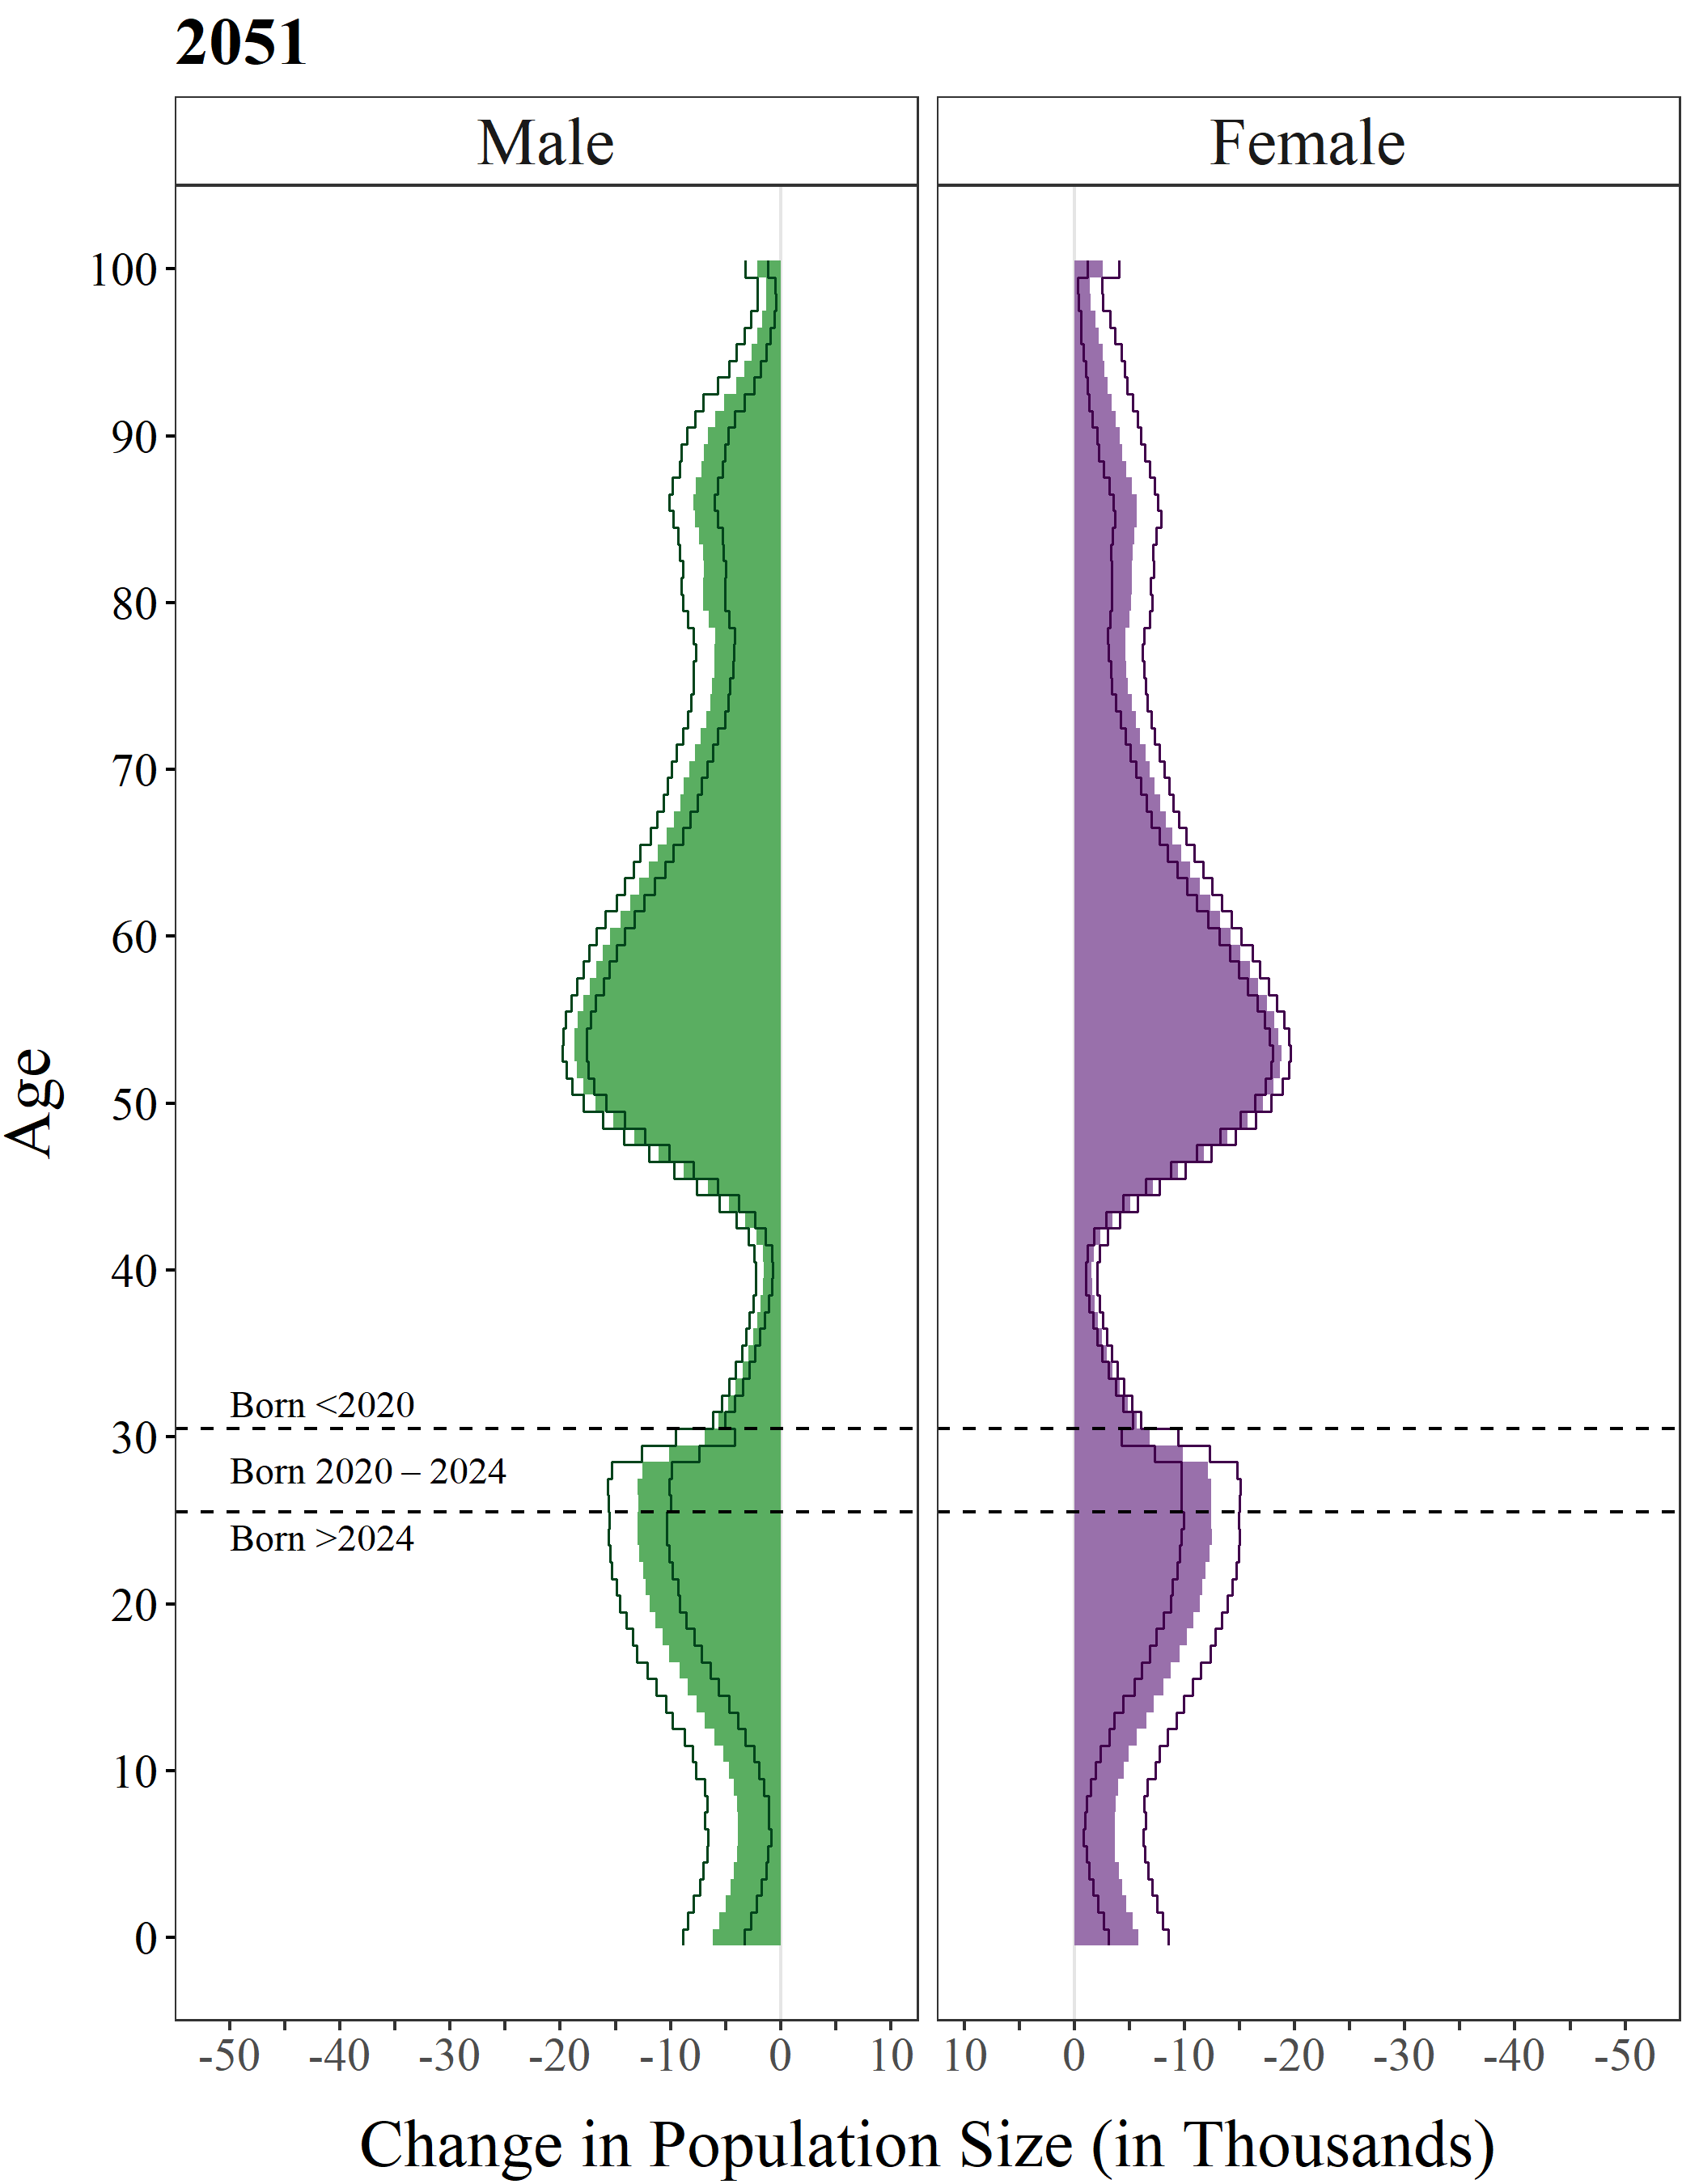 2051
Male
Female
100
90
80
70
60
50
40
30
20
10
0
Age
Born <2020
Born 2020 – 2024
Born >2024
-50 -40 -30 -20 -10 0 10
10 0 -10 -20 -30 -40 -50
Change in Population Size (in Thousands)